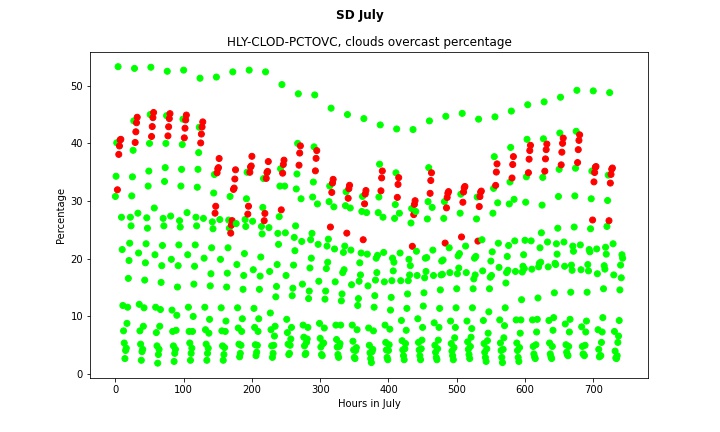 SD July
HLY-CLOD-PCTOVC, clouds overcast percentage
50
40
30
20
10
0
Percentage
0 100 200 300 400 500 600 700
Hours in July